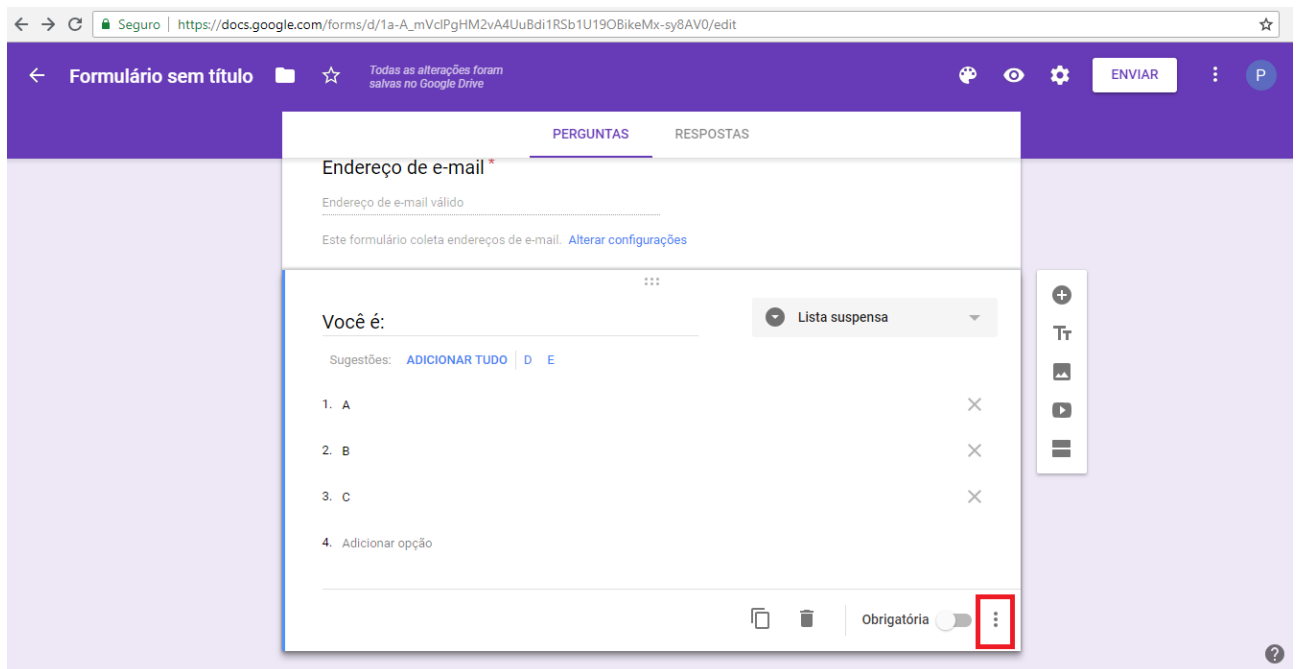 Seguro | https://docs.google.com/forms/d/1a-A_mVclPgHM2vA4UuBdi1RSb1U19OBikeMx-sy8AV0/edit
Formulário sem título
Todas as alterações foram
salvas no Google Drive
ENVIAR
P
PERGUNTAS RESPOSTAS
Endereço de e-mail *
Endereço de e-mail válido
Este formulário coleta endereços de e-mail. Alterar configurações
Você é:
Lista suspensa
Sugestões: ADICIONAR TUDO D E
1. A
2. B
3. C
4. Adicionar opção
Obrigatória